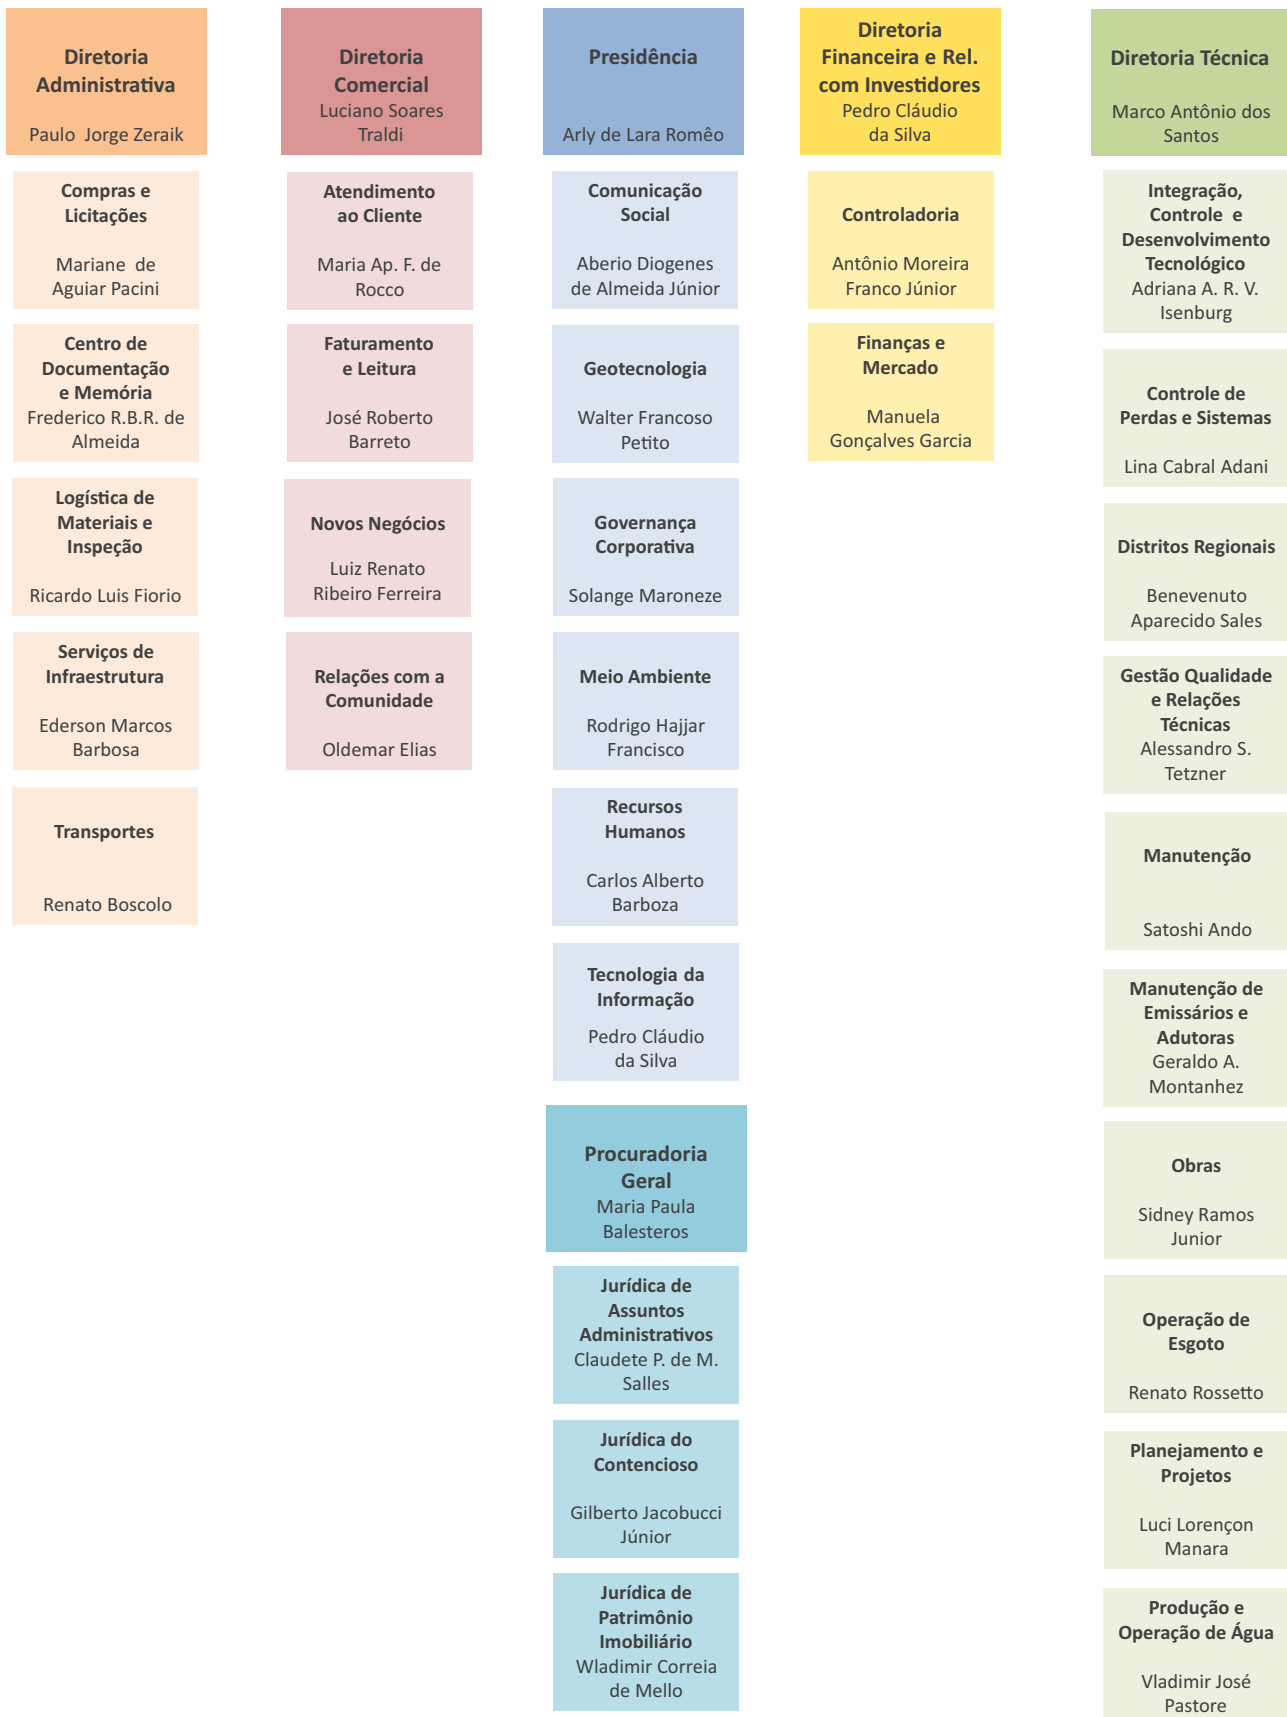 Diretoria
Administrativa
Paulo Jorge Zeraik
Compras e
Licitações
Mariane de
Aguiar Pacini
Centro de
Documentação
e Memória
Frederico R.B.R. de
Almeida
Logística de
Materiais e
Inspeção
Ricardo Luis Fiorio
Serviços de
Infraestrutura
Ederson Marcos
Barbosa
Transportes
Renato Boscolo
Diretoria
Comercial
Luciano Soares
Traldi
Atendimento
ao Cliente
Maria Ap. F. de
Rocco
Faturamento
e Leitura
José Roberto
Barreto
Novos Negócios
Luiz Renato
Ribeiro Ferreira
Relações com a
Comunidade
Oldemar Elias
Presidência
Arly de Lara Romêo
Comunicação
Social
Aberio Diogenes
de Almeida Júnior
Geotecnologia
Walter Francoso
Petito
Governança
Corporativa
Solange Maroneze
Meio Ambiente
Rodrigo Hajjar
Francisco
Recursos
Humanos
Carlos Alberto
Barboza
Tecnologia da
Informação
Pedro Cláudio
da Silva
Procuradoria
Geral
Maria Paula
Balesteros
Jurídica de
Assuntos
Administrativos
Claudete P. de M.
Salles
Jurídica do
Contencioso
Gilberto Jacobucci
Júnior
Jurídica de
Patrimônio
Imobiliário
Wladimir Correia
de Mello
Diretoria
Financeira e Rel.
com Investidores
Pedro Cláudio
da Silva
Controladoria
Antônio Moreira
Franco Júnior
Finanças e
Mercado
Manuela
Gonçalves Garcia
Diretoria Técnica
Marco Antônio dos
Santos
Integração,
Controle e
Desenvolvimento
Tecnológico
Adriana A. R. V.
Isenburg
Controle de
Perdas e Sistemas
Lina Cabral Adani
Distritos Regionais
Benevenuto
Aparecido Sales
Gestão Qualidade
e Relações
Técnicas
Alessandro S.
Tetzner
Manutenção
Satoshi Ando
Manutenção de
Emissários e
Adutoras
Geraldo A.
Montanhez
Obras
Sidney Ramos
Junior
Operação de
Esgoto
Renato Rossetto
Planejamento e
Projetos
Luci Lorençon
Manara
Produção e
Operação de Água
Vladimir José
Pastore